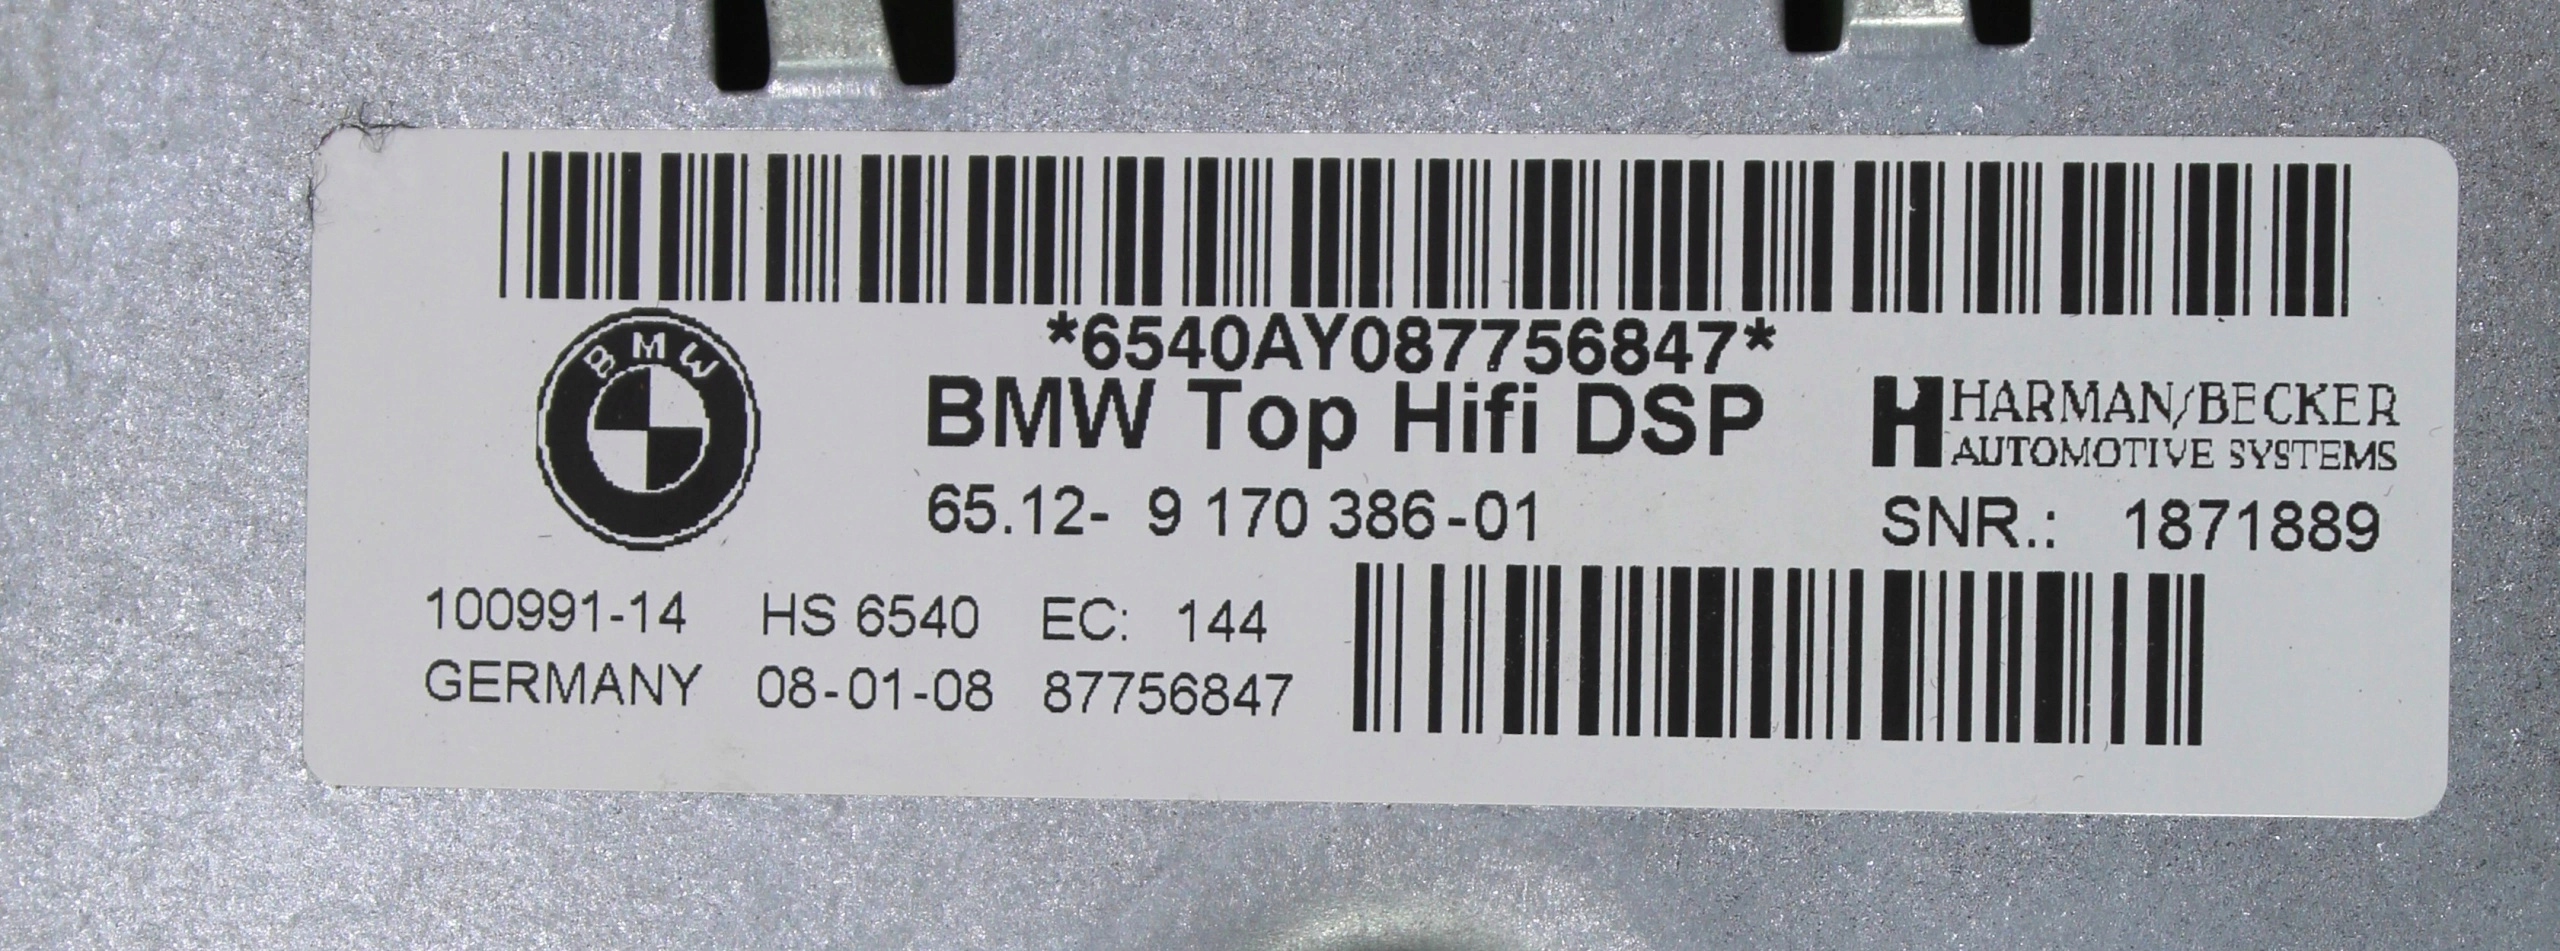 *6540AY087756847*
BMW
BMW Top Hifi DSP
HARMAN/BECKER
AUTOMOTIVE SYSTEMS
65.12- 9 170 386-01
SNR.: 1871889
100991-14 HS 6540 EC: 144
GERMANY 08-01-08 87756847